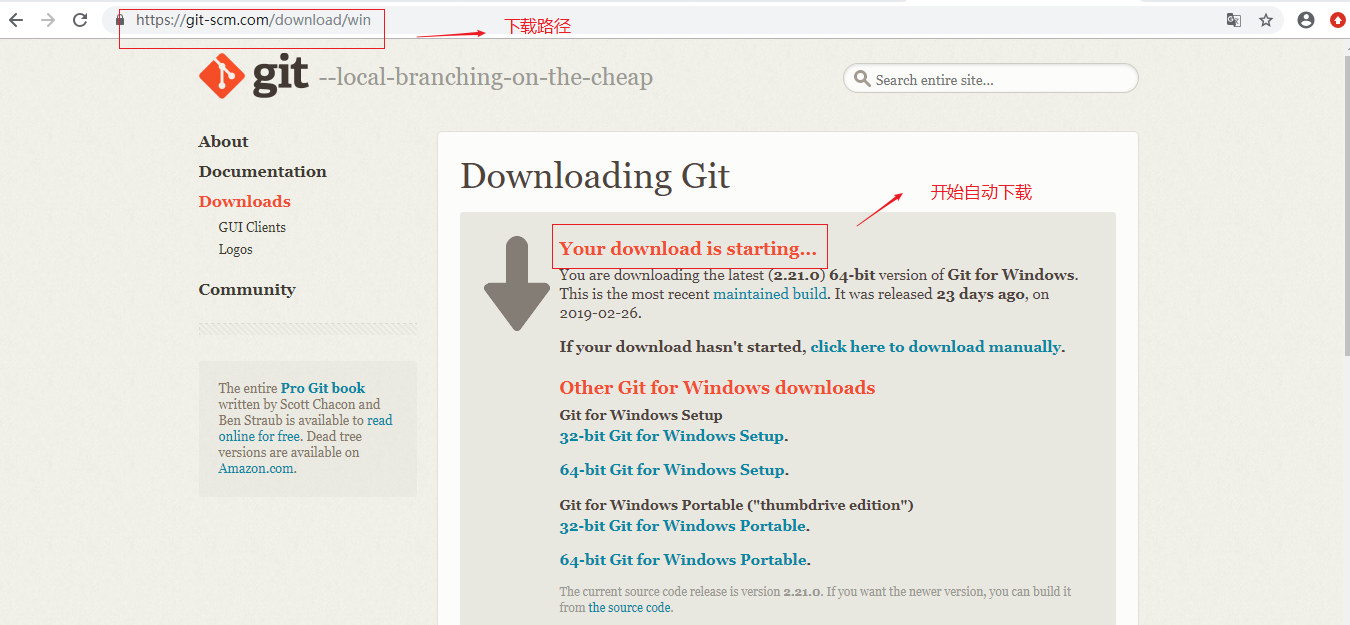 https://git-scm.com/download/win
下载路径
git --local-branching-on-the-cheap
Search entire site...
About
Documentation
Downloads
GUI Clients
Logos
Community
The entire Pro Git book
written by Scott Chacon and
Ben Straub is available to read
online for free. Dead tree
versions are available on
Amazon.com.
Downloading Git
开始自动下载
Your download is starting...
You are downloading the latest (2.21.0) 64-bit version of Git for Windows.
This is the most recent maintained build. It was released 23 days ago, on
2019-02-26.
If your download hasn't started, click here to download manually.
Other Git for Windows downloads
Git for Windows Setup
32-bit Git for Windows Setup.
64-bit Git for Windows Setup.
Git for Windows Portable ("thumbdrive edition")
32-bit Git for Windows Portable.
64-bit Git for Windows Portable.
The current source code release is version 2.21.0. If you want the newer version, you can build it
from the source code.